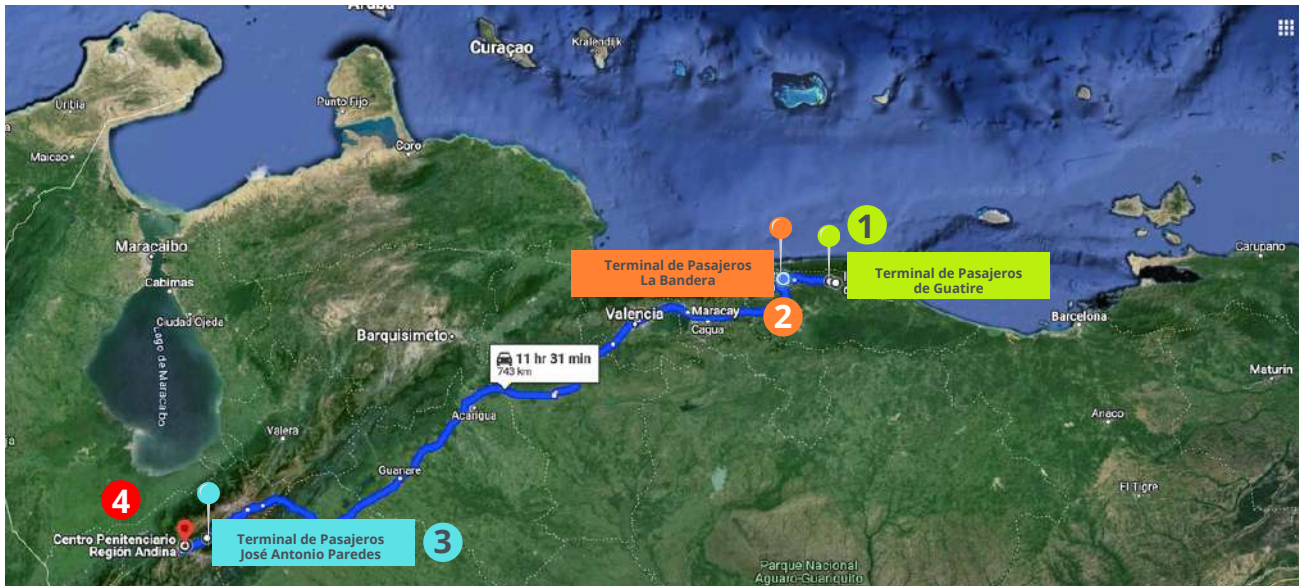 Aruba
Curaçao
Kralendijk
Uribia
Punto Fijo
Maicao
Coro
Maracaibo
Cabimas
Ciudad Ojeda
Lago de Maracaibo
Barquisimeto
Terminal de Pasajeros
La Bandera
2
1
Terminal de Pasajeros
de Guatire
Carupano
Valencia
Maracay
Cagua
Barcelona
Maturin
11 hr 31 min
743 km
Acarigua
Anaco
Valera
Guanare
El Tigre
4
Centro Penitenciario
Región Andina
Terminal de Pasajeros
José Antonio Paredes
3
Parque Nacional
Aguaro-Guariquito